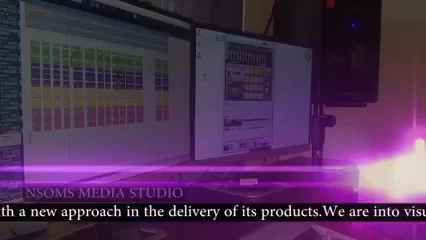 NSOMS MEDIA STUDIO
th a new approach in the delivery of its products.We are into visu